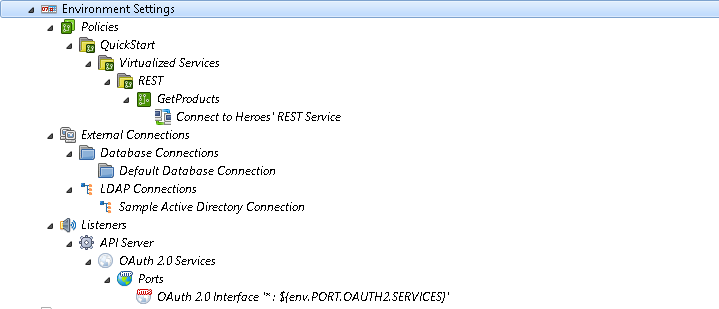 Environment Settings
Policies
QuickStart
Virtualized Services
REST
GetProducts
Connect to Heroes' REST Service
External Connections
Database Connections
Default Database Connection
LDAP Connections
Sample Active Directory Connection
Listeners
API Server
OAuth 2.0 Services
Ports
OAuth 2.0 Interface '* : ${env.PORT.OAUTH2.SERVICES}'